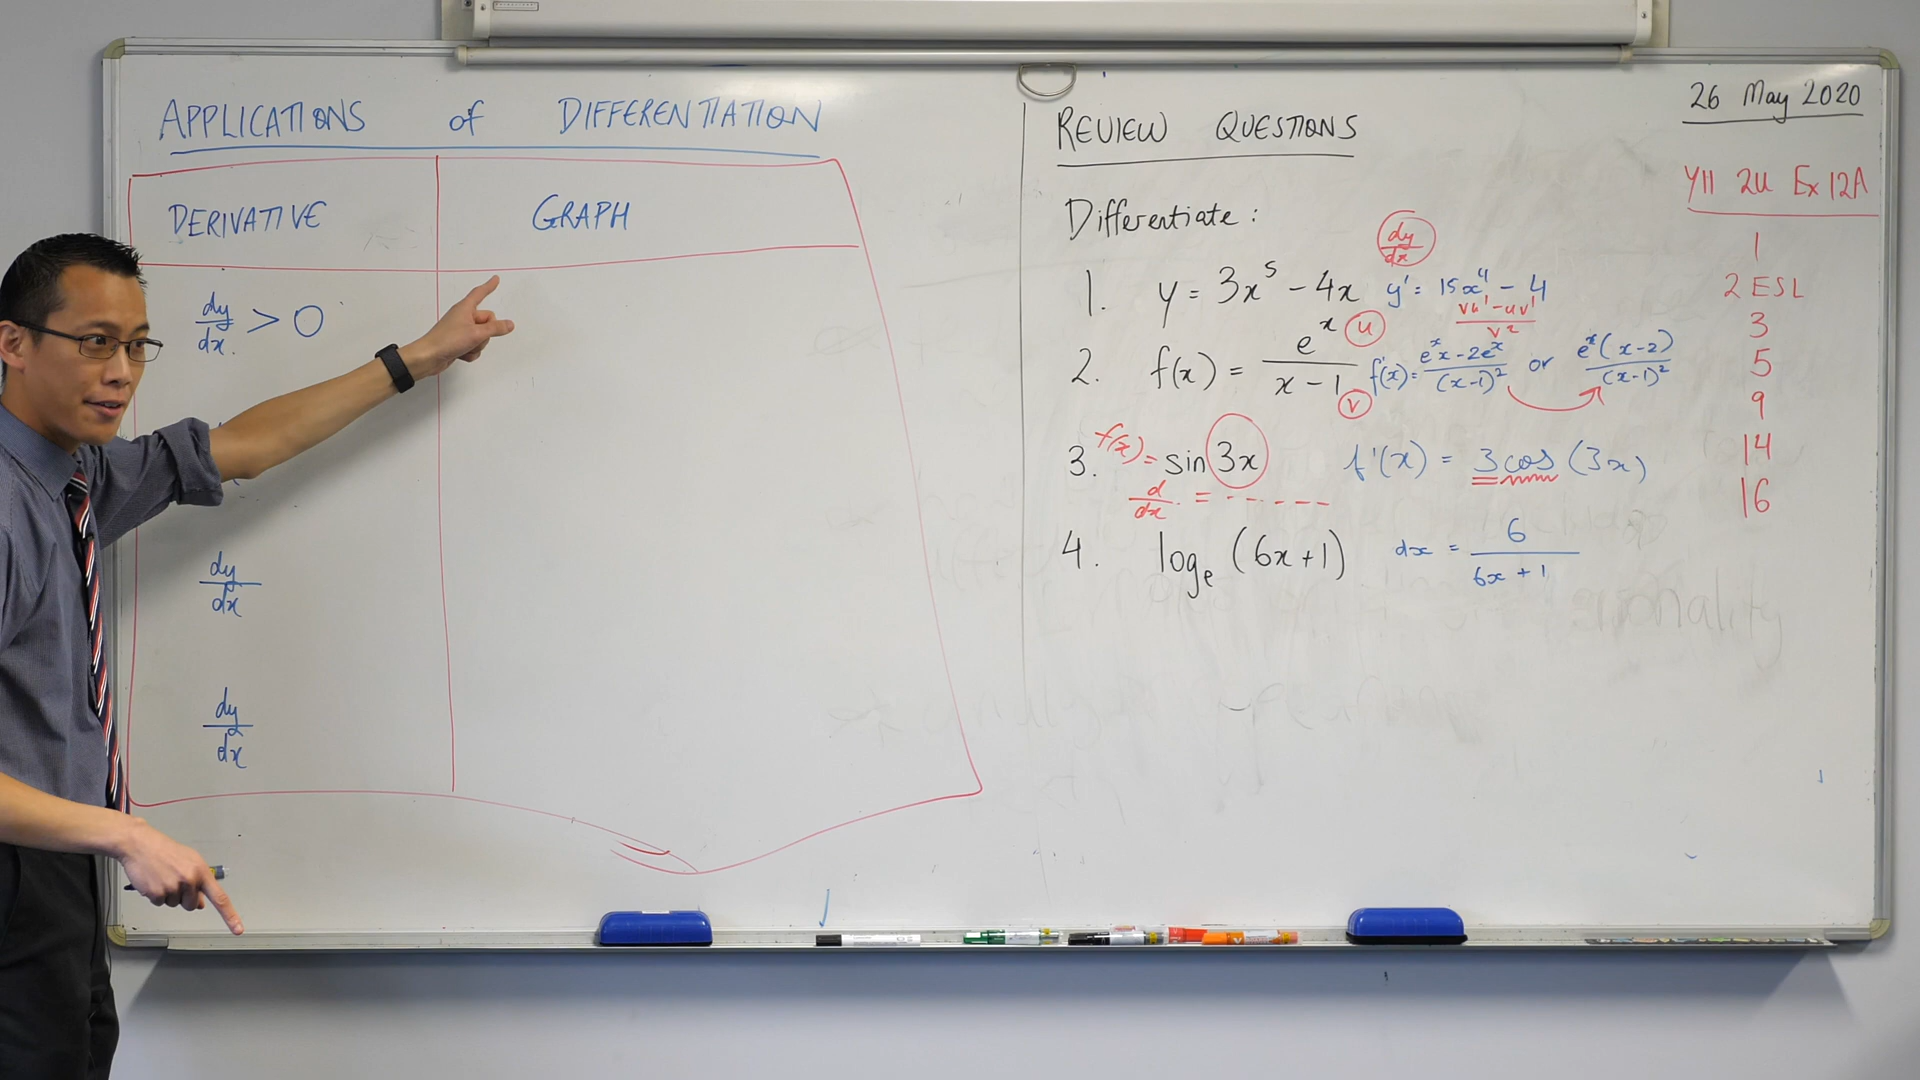 APPLICATIONS of DIFFERENTIATION
DERIVATIVE GRAPH
dy/dx > 0
dy/dx
dy/dx
REVIEW QUESTIONS
Differentiate:
dy/dx
1. y = 3x⁵ - 4x y' = 15x⁴ - 4
u
vu' - uv' / v²
2. f(x) = eˣ / x - 1 f'(x) = eˣx - 2eˣ / (x-1)² or eˣ(x-2) / (x-1)²
v
3. f(x) = sin 3x f'(x) = 3cos (3x)
d/dx = ------
4. logₑ (6x+1) dx = 6 / 6x + 1
26 May 2020
Y11 2U Ex 12A
1
2 ESL
3
5
9
14
16